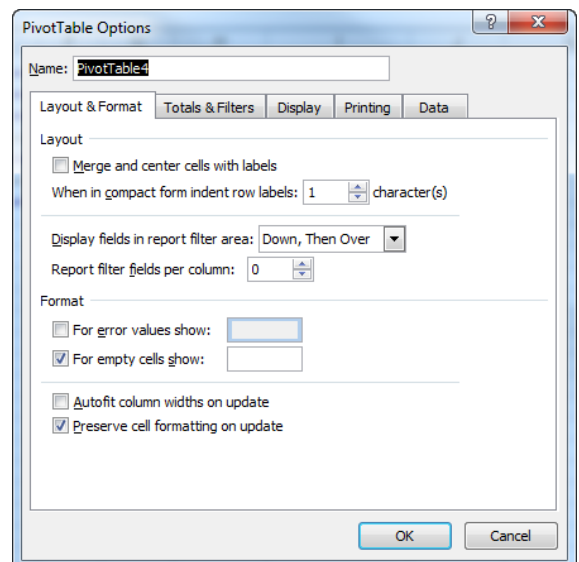 PivotTable Options
Name: PivotTable4
Layout & Format Totals & Filters Display Printing Data
Layout
Merge and center cells with labels
When in compact form indent row labels: 1 character(s)
Display fields in report filter area: Down, Then Over
Report filter fields per column: 0
Format
For error values show:
For empty cells show:
Autofit column widths on update
Preserve cell formatting on update
OK Cancel